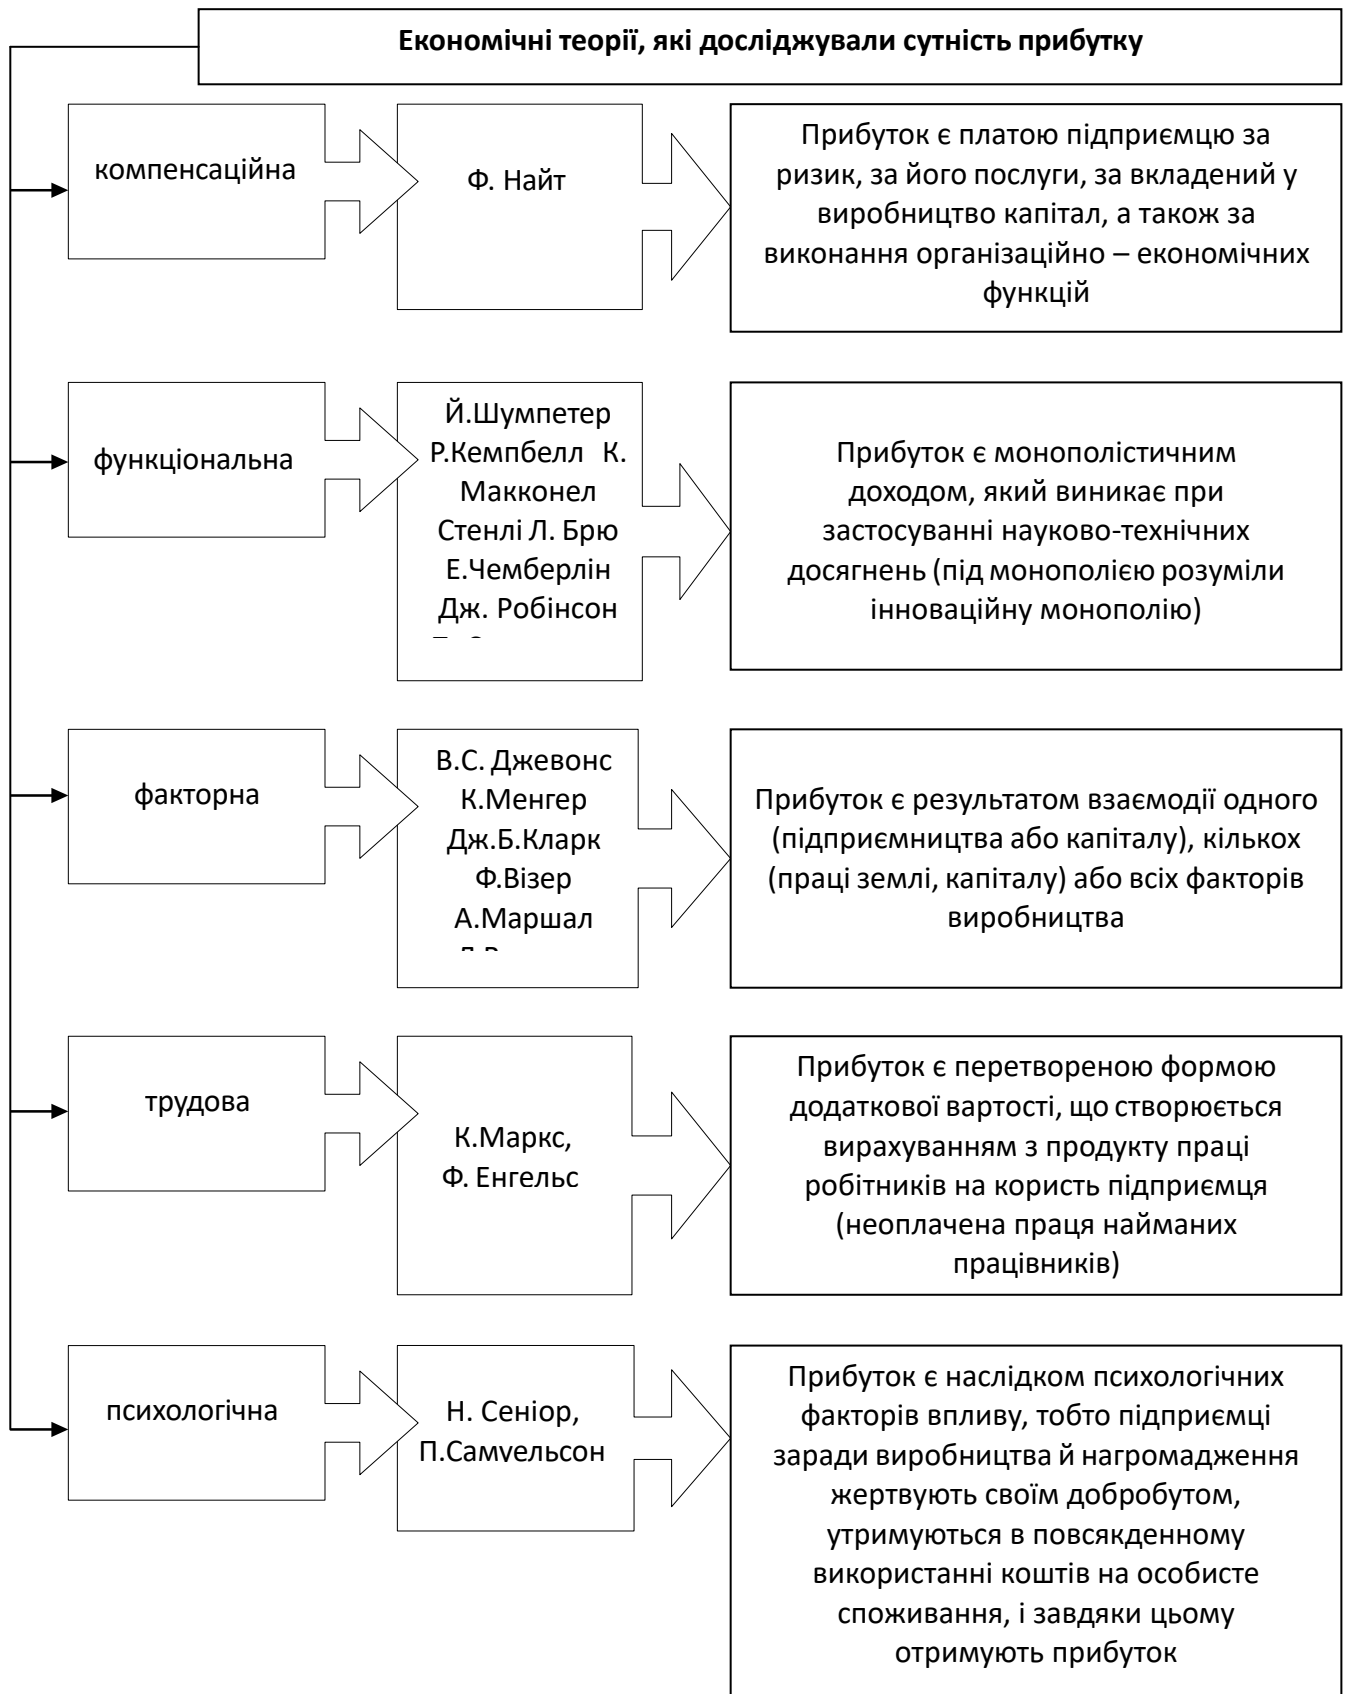 Економічні теорії, які досліджували сутність прибутку
компенсаційна
Ф. Найт
Прибуток є платою підприємцю за
ризик, за його послуги, за вкладений у
виробництво капітал, а також за
виконання організаційно – економічних
функцій
функціональна
Й.Шумпетер
Р.Кемпбелл К.
Макконел
Стенлі Л. Брю
Е.Чемберлін
Дж. Робінсон
Прибуток є монополістичним
доходом, який виникає при
застосуванні науково-технічних
досягнень (під монополією розуміли
інноваційну монополію)
факторна
В.С. Джевонс
К.Менгер
Дж.Б.Кларк
Ф.Візер
А.Маршал
Прибуток є результатом взаємодії одного
(підприємництва або капіталу), кількох
(праці землі, капіталу) або всіх факторів
виробництва
трудова
К.Маркс,
Ф. Енгельс
Прибуток є перетвореною формою
додаткової вартості, що створюється
вирахуванням з продукту праці
робітників на користь підприємця
(неоплачена праця найманих
працівників)
психологічна
Н. Сеніор,
П.Самуельсон
Прибуток є наслідком психологічних
факторів впливу, тобто підприємці
заради виробництва й нагромадження
жертвують своїм добробутом,
утримуються в повсякденному
використанні коштів на особисте
споживання, і завдяки цьому
отримують прибуток